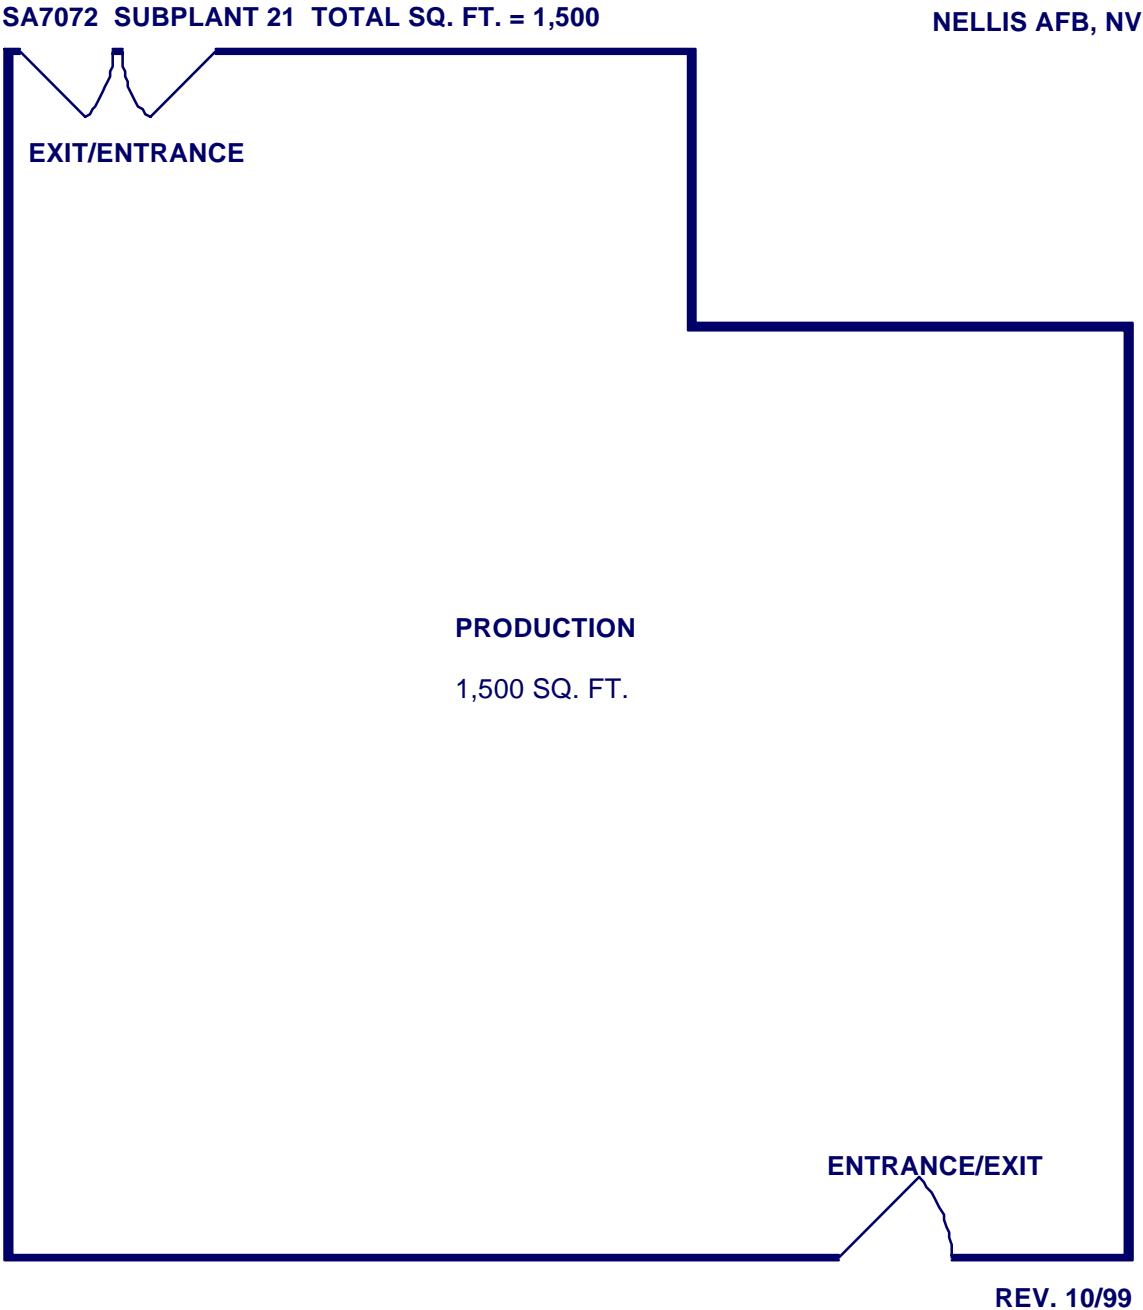 SA7072 SUBPLANT 21 TOTAL SQ. FT. = 1,500
NELLIS AFB, NV
EXIT/ENTRANCE
PRODUCTION
1,500 SQ. FT.
ENTRANCE/EXIT
REV. 10/99